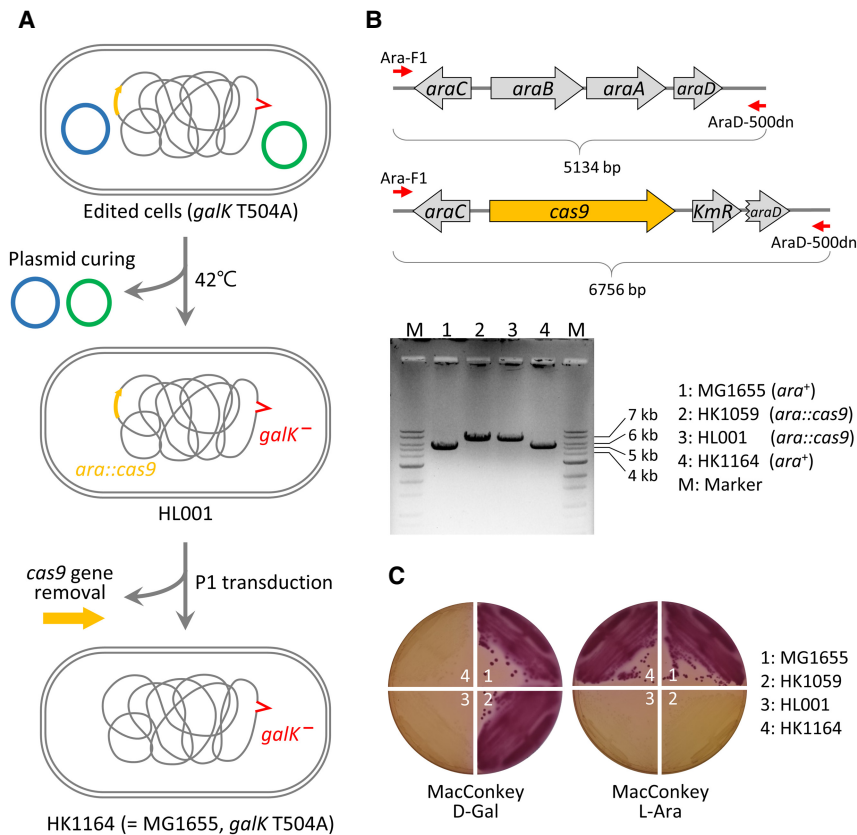 A
Edited cells (galK T504A)
Plasmid curing
42℃
galK⁻
ara::cas9
HL001
cas9 gene
removal
P1 transduction
galK⁻
HK1164 (= MG1655, galK T504A)
B
Ara-F1
araC araB araA araD
AraD-500dn
5134 bp
Ara-F1
araC cas9 KmR araD
AraD-500dn
6756 bp
M 1 2 3 4 M
7 kb
6 kb
5 kb
4 kb
1: MG1655 (ara⁺)
2: HK1059 (ara::cas9)
3: HL001 (ara::cas9)
4: HK1164 (ara⁺)
M: Marker
C
4 1
3 2
MacConkey
D-Gal
4 1
3 2
MacConkey
L-Ara
1: MG1655
2: HK1059
3: HL001
4: HK1164